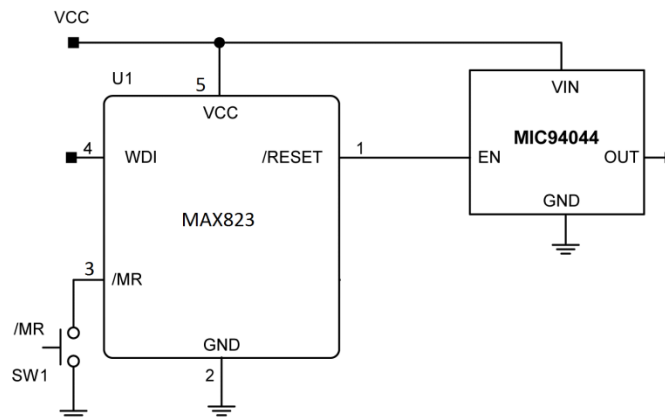 VCC
U1
5
VCC
VIN
MIC94044
4
WDI
/RESET
1
EN
OUT
MAX823
GND
3
/MR
/MR
GND
SW1
2